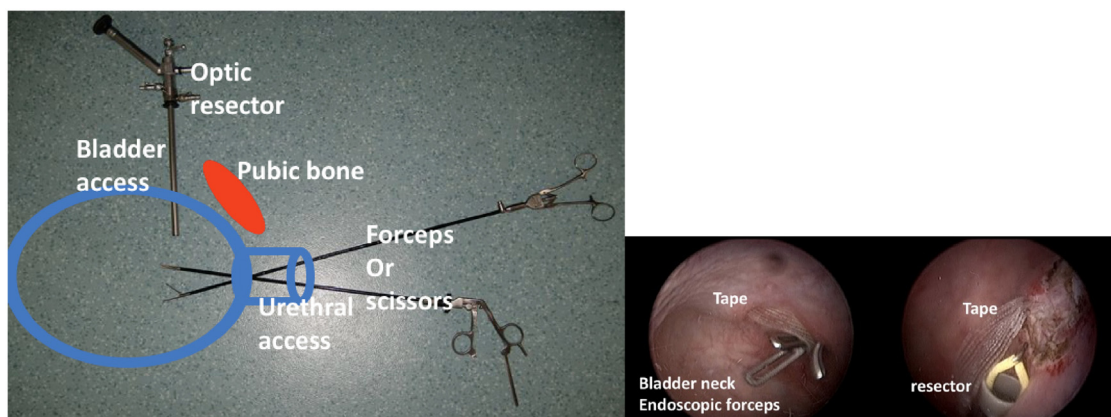 Optic
resector
Bladder
access
Pubic bone
Forceps
Or
scissors
Urethral
access
Tape
Bladder neck
Endoscopic forceps
Tape
resector